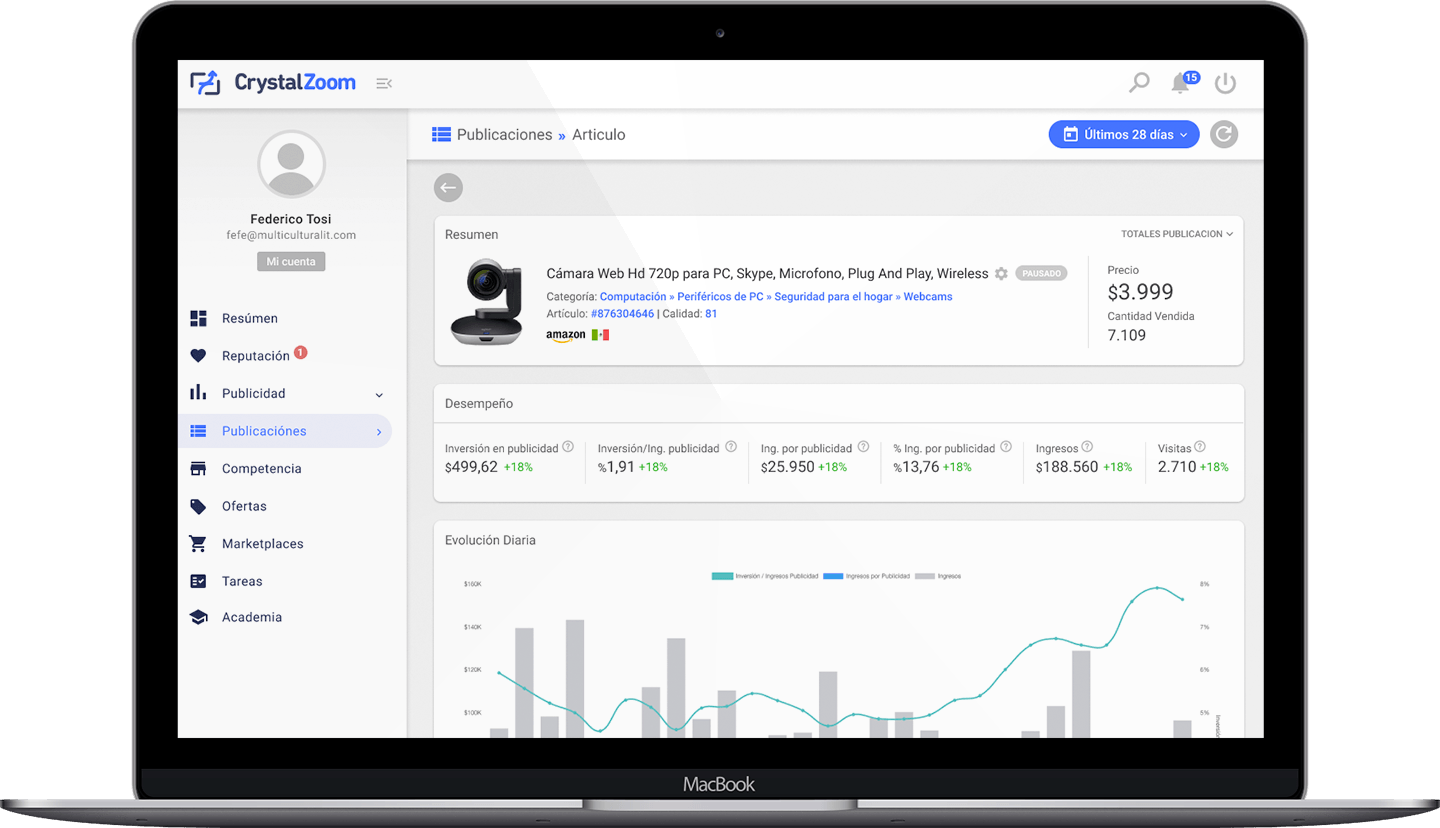 CrystalZoom
15
Publicaciones » Articulo
Últimos 28 días
Federico Tosi
fefe@multiculturalit.com
Mi cuenta
Resúmen
Reputación 1
Publicidad
Publicaciónes
Competencia
Ofertas
Marketplaces
Tareas
Academia
Resumen
TOTALES PUBLICACION
Cámara Web Hd 720p para PC, Skype, Microfono, Plug And Play, Wireless PAUSADO
Categoría: Computación » Periféricos de PC » Seguridad para el hogar » Webcams
Artículo: #876304646 | Calidad: 81
amazon
Precio
$3.999
Cantidad Vendida
7.109
Desempeño
Inversión en publicidad ?
$499,62 +18%
Inversión/Ing. publicidad ?
%1,91 +18%
Ing. por publicidad ?
$25.950 +18%
% Ing. por publicidad ?
%13,76 +18%
Ingresos ?
$188.560 +18%
Visitas ?
2.710 +18%
Evolución Diaria
Inversión / Ingresos Publicidad Ingresos por Publicidad Ingresos
$160K
$140K
$120K
$100K
8%
7%
6%
5%
MacBook